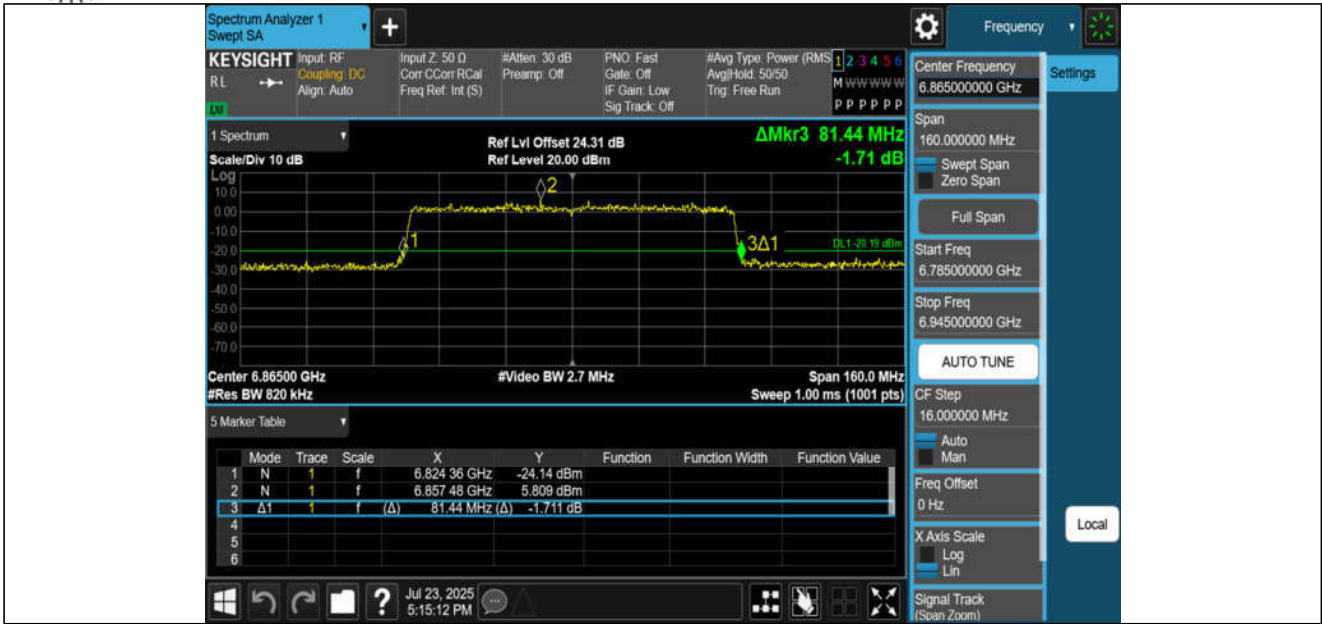 Spectrum Analyzer 1
Swept SA
+
Frequency
KEYSIGHT
RL
LXI
Input: RF
Coupling: DC
Align: Auto
Input Z: 50 Ω
Corr CCorr RCal
Freq Ref: Int (S)
#Atten: 30 dB
Preamp: Off
PNO: Fast
Gate: Off
IF Gain: Low
Sig Track: Off
#Avg Type: Power (RMS
Avg|Hold: 50/50
Trig: Free Run
1 2 3 4 5 6
M W W W W W
P P P P P P
1 Spectrum
Scale/Div 10 dB
Ref Lvl Offset 24.31 dB
Ref Level 20.00 dBm
ΔMkr3 81.44 MHz
-1.71 dB
Log
10.0
0.00
-10.0
-20.0
-30.0
-40.0
-50.0
-60.0
-70.0
2
1
3Δ1
DL1 -20.19 dBm
Center 6.86500 GHz
#Video BW 2.7 MHz
Span 160.0 MHz
#Res BW 820 kHz
Sweep 1.00 ms (1001 pts)
5 Marker Table
Mode Trace Scale X Y Function Function Width Function Value
1 N 1 f 6.824 36 GHz -24.14 dBm
2 N 1 f 6.857 48 GHz 5.809 dBm
3 Δ1 1 f (Δ) 81.44 MHz (Δ) -1.711 dB
4
5
6
?
Jul 23, 2025
5:15:12 PM
Center Frequency
6.865000000 GHz
Span
160.000000 MHz
Swept Span
Zero Span
Full Span
Start Freq
6.785000000 GHz
Stop Freq
6.945000000 GHz
AUTO TUNE
CF Step
16.000000 MHz
Auto
Man
Freq Offset
0 Hz
X Axis Scale
Log
Lin
Signal Track
(Span Zoom)
Settings
Local